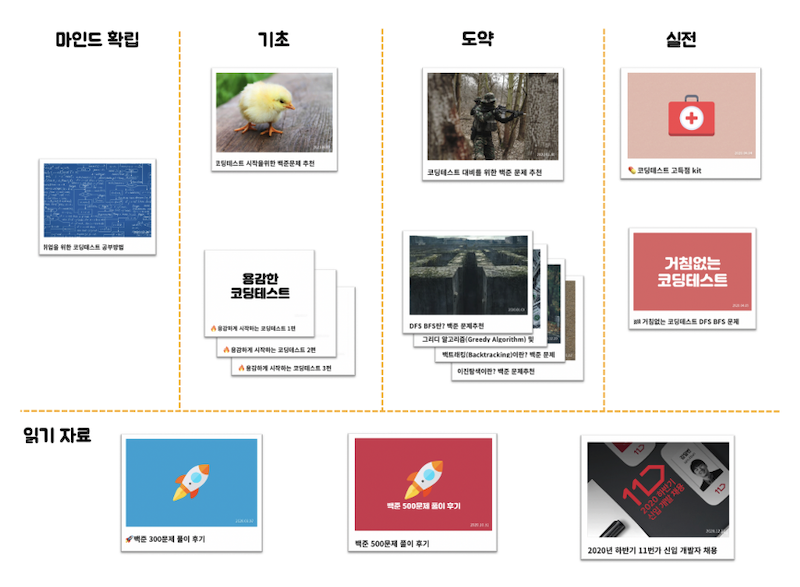 마인드 확립
기초
도약
실전
취업을 위한 코딩테스트 공부방법
코딩테스트 시작을위한 백준문제 추천
용감한
코딩테스트
🔥용감하게 시작하는 코딩테스트 1편
🔥용감하게 시작하는 코딩테스트 2편
🔥용감하게 시작하는 코딩테스트 3편
코딩테스트 대비를 위한 백준 문제 추천
DFS BFS란? 백준 문제추천
그리디 알고리즘(Greedy Algorithm) 및
백트래킹(Backtracking)이란? 백준 문제
이진탐색이란? 백준 문제추천
코딩테스트 고득점 kit
거침없는
코딩테스트
거침없는 코딩테스트 DFS BFS 문제
읽기 자료
🚀백준 300문제 풀이 후기
백준 500문제 풀이 후기
백준 500문제 풀이 후기
11
2020 하반기
신입 개발 채용
2020년 하반기 11번가 신입 개발자 채용